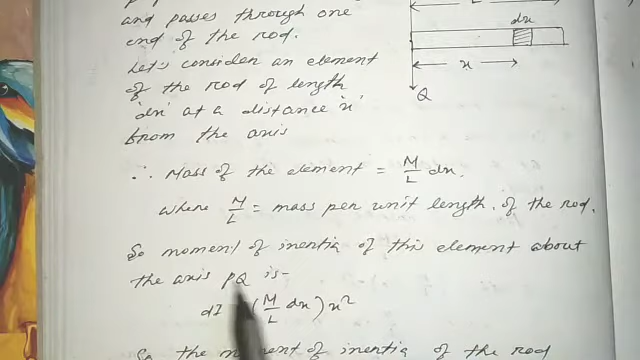 and passes through one
end of the rod.
Let's consider an element
of the rod of length
'dx' at a distance 'x'
from the axis
∴ Mass of the element = M/L dx.
where M/L = mass per unit length of the rod.
So moment of inertia of this element about
the axis PQ is-
dI (M/L dx) x²
So the moment of inertia of the rod
dx
x
Q